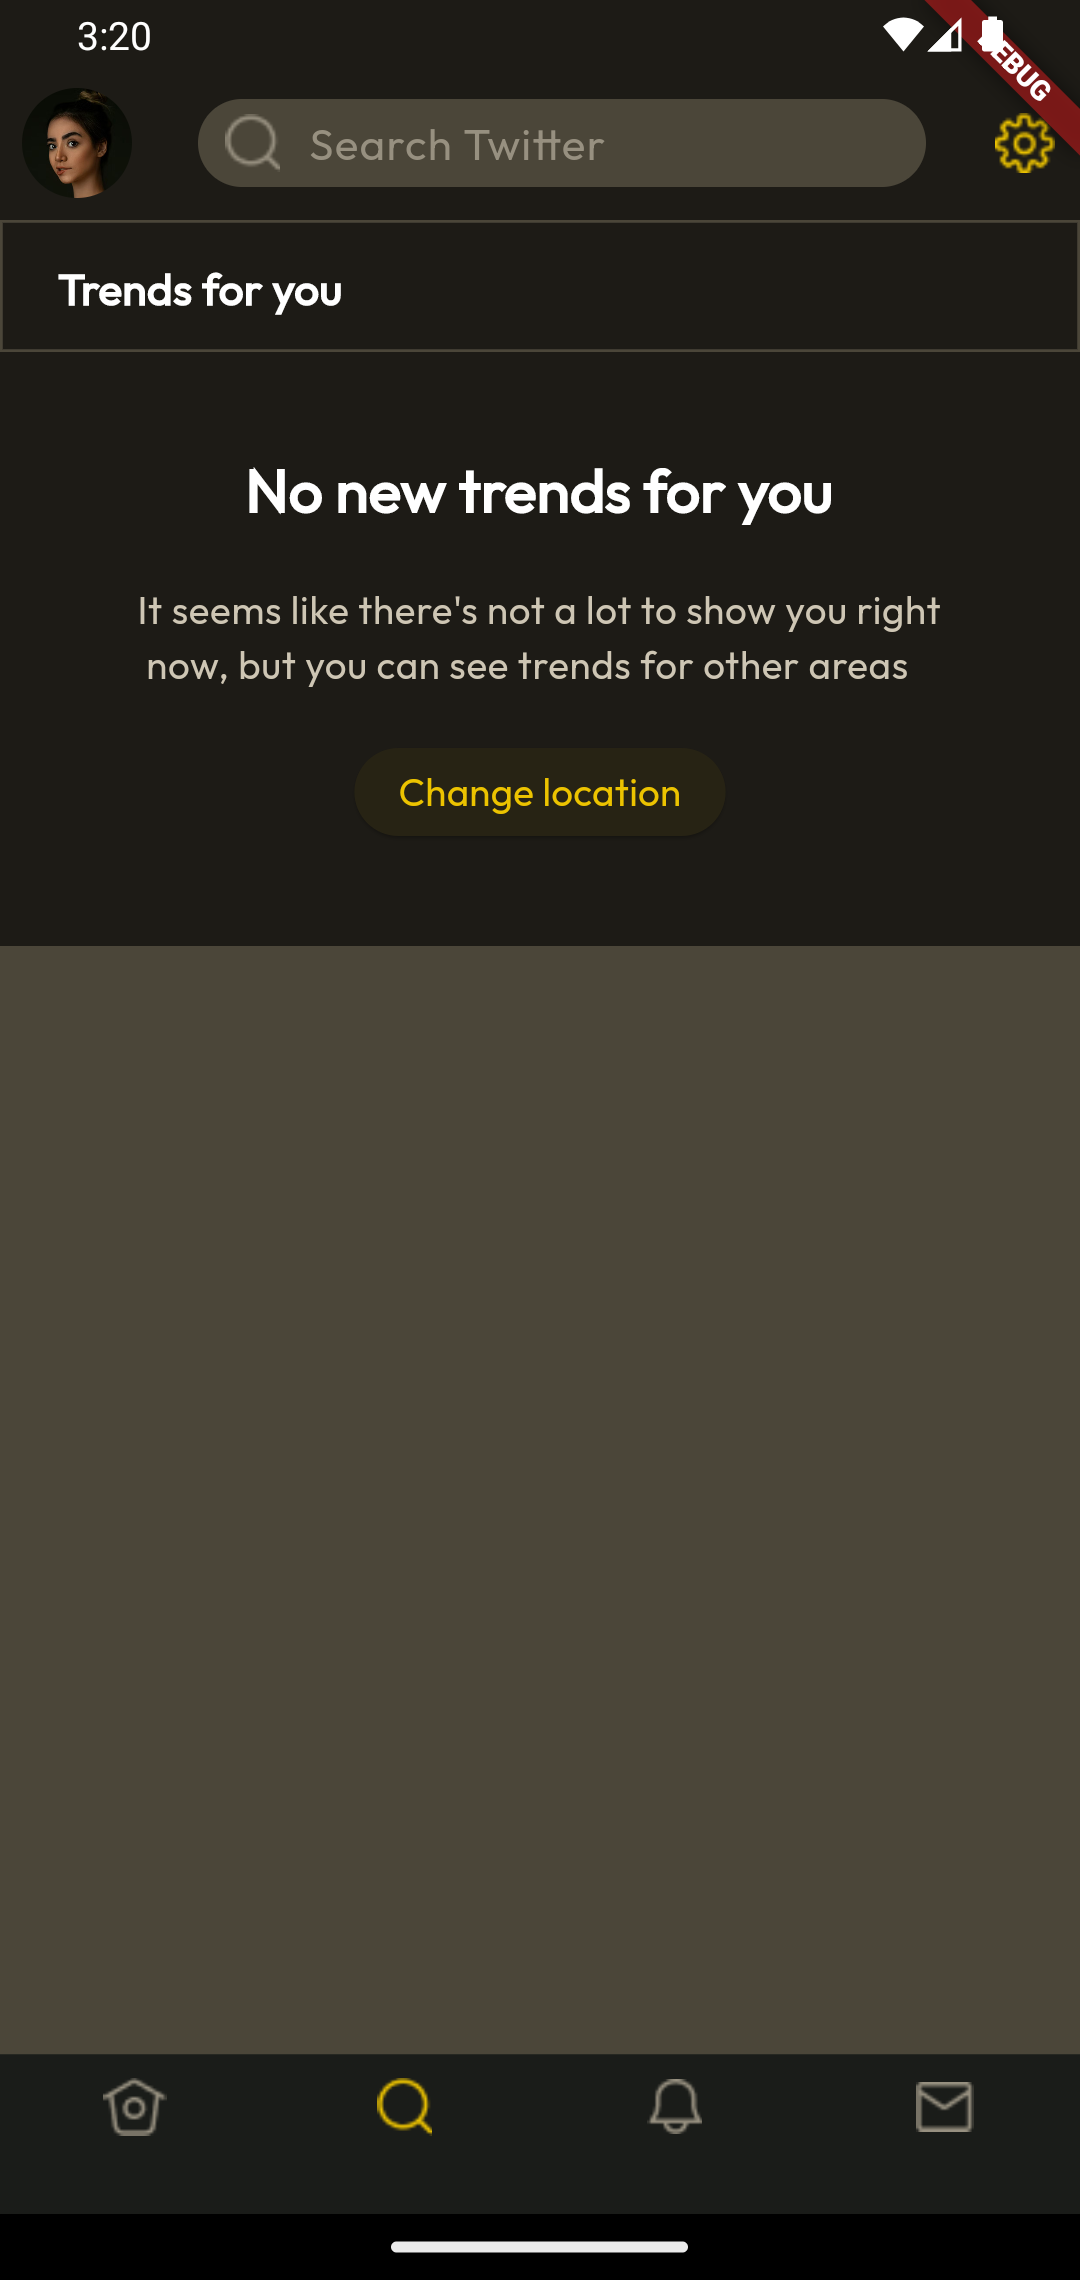 3:20
Search Twitter
Trends for you
No new trends for you
It seems like there's not a lot to show you right
now, but you can see trends for other areas
Change location